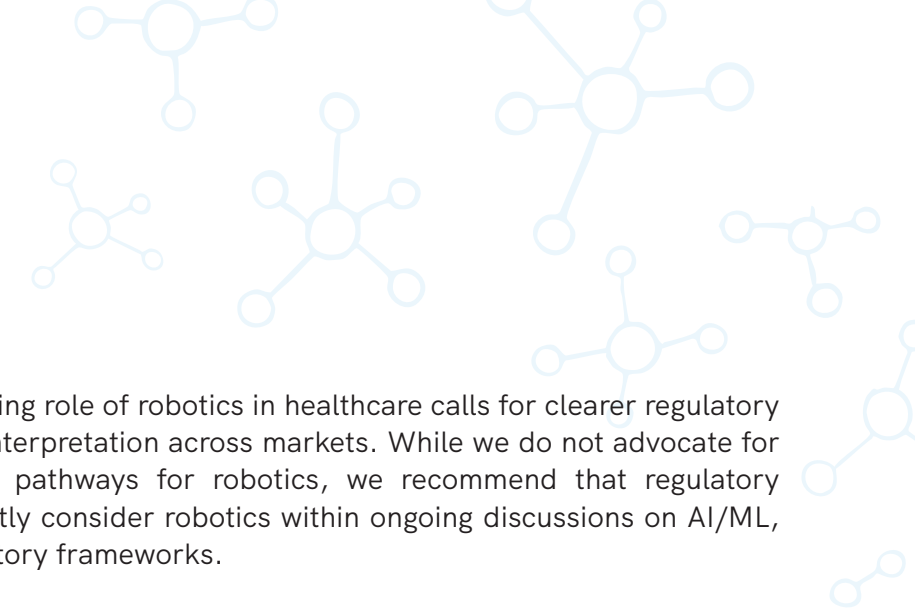 ing role of robotics in healthcare calls for clearer regulatory
nterpretation across markets. While we do not advocate for
pathways for robotics, we recommend that regulatory
tly consider robotics within ongoing discussions on AI/ML,
tory frameworks.